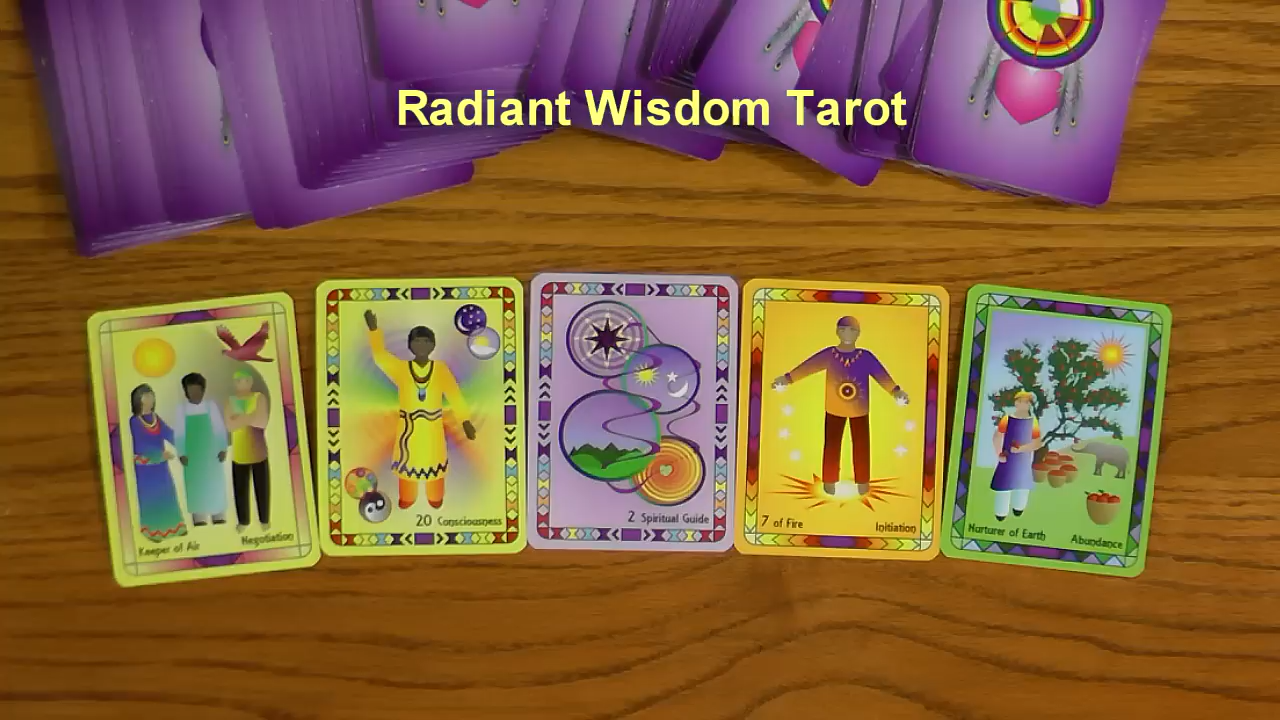 Radiant Wisdom Tarot
Keeper of Air
Negotiation
20 Consciousness
2 Spiritual Guide
7 of Fire
Initiation
Nurturer of Earth
Abundance